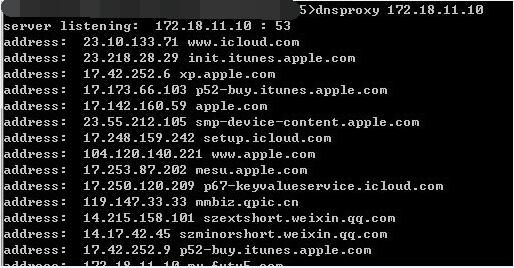 5>dnsproxy 172.18.11.10
server listening: 172.18.11.10 : 53
address: 23.10.133.71 www.icloud.com
address: 23.218.28.29 init.itunes.apple.com
address: 17.42.252.6 xp.apple.com
address: 17.173.66.103 p52-buy.itunes.apple.com
address: 17.142.160.59 apple.com
address: 23.55.212.105 smp-device-content.apple.com
address: 17.248.159.242 setup.icloud.com
address: 104.120.140.221 www.apple.com
address: 17.253.87.202 mesu.apple.com
address: 17.250.120.209 p67-keyvalueservice.icloud.com
address: 119.147.33.33 mmbiz.qpic.cn
address: 14.215.158.101 szextshort.weixin.qq.com
address: 14.17.42.45 szminorshort.weixin.qq.com
address: 17.42.252.9 p52-buy.itunes.apple.com
address: 172.18.11.10